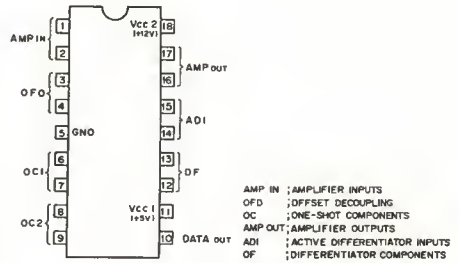 1 Vcc 2 18
(+12V)
AMP IN
2 17
AMP OUT
3 16
OFD
4 15
ADI
5 GND 14
6 13
OC1 DF
7 12
8 Vcc 1 11
(+5V)
OC2
9 10 DATA OUT
AMP IN ; AMPLIFIER INPUTS
OFD ; OFFSET DECOUPLING
OC ; ONE-SHOT COMPONENTS
AMP OUT ; AMPLIFIER OUTPUTS
ADI ; ACTIVE DIFFERENTIATOR INPUTS
DF ; DIFFERENTIATOR COMPONENTS